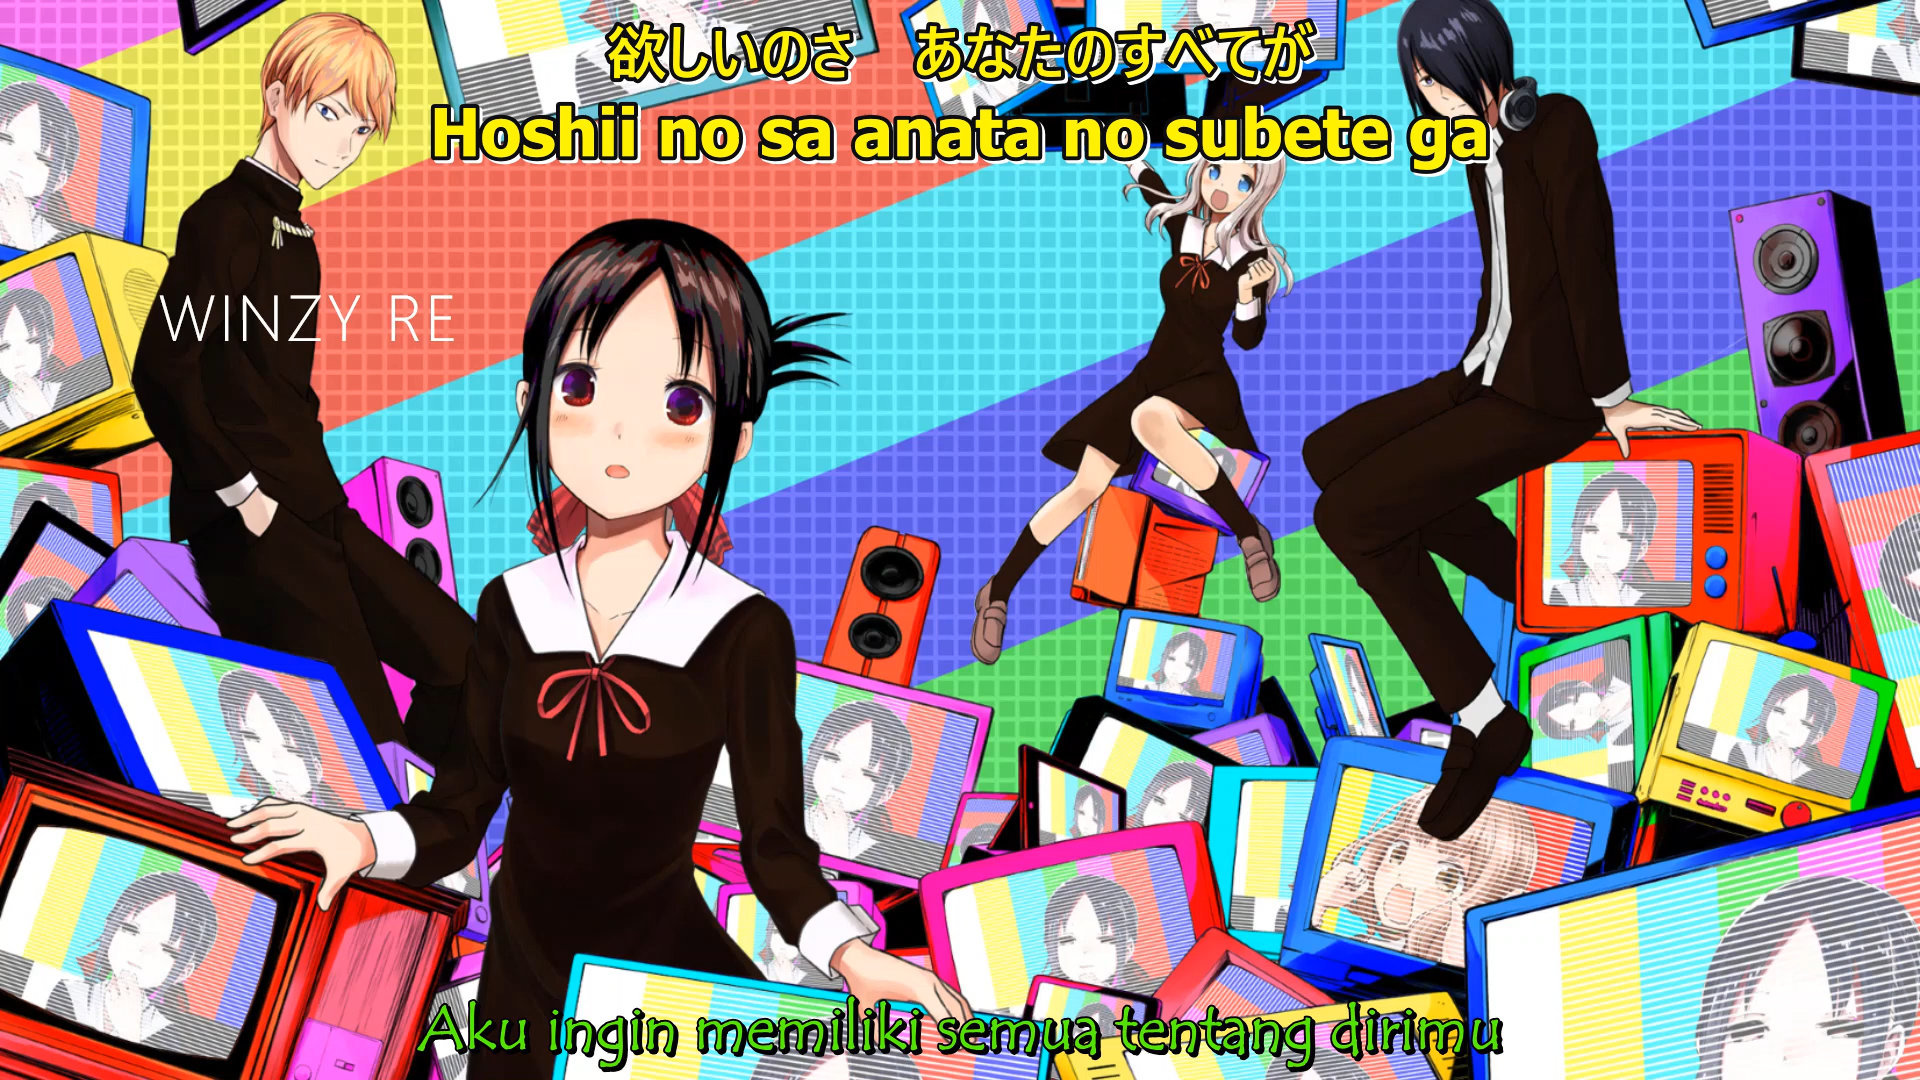 欲しいのさ　あなたのすべてが
Hoshii no sa anata no subete ga
WINZY RE
Aku ingin memiliki semua tentang dirimu